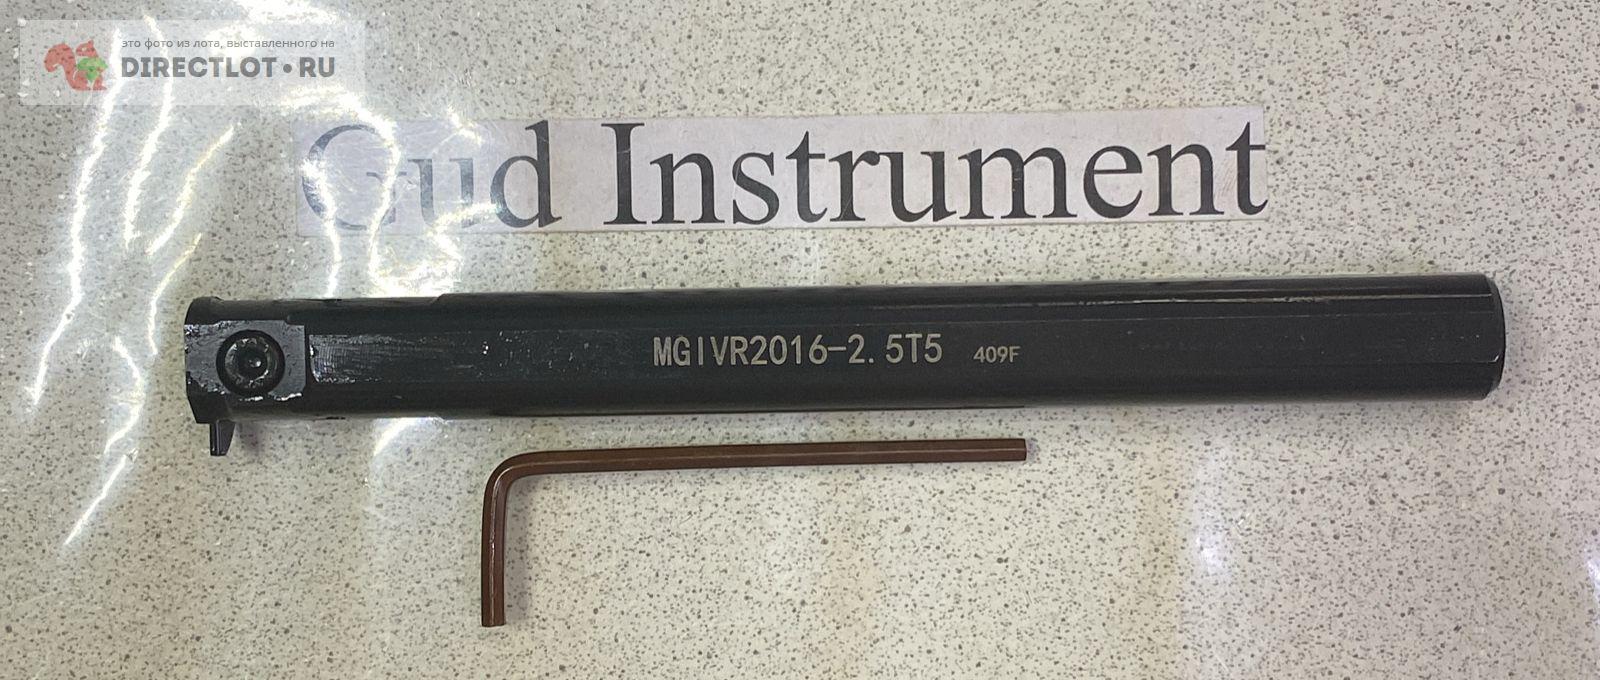 это фото из лота, выставленного на
DIRECTLOT•RU
Gud Instrument
MGIVR2016-2.5T5 409F